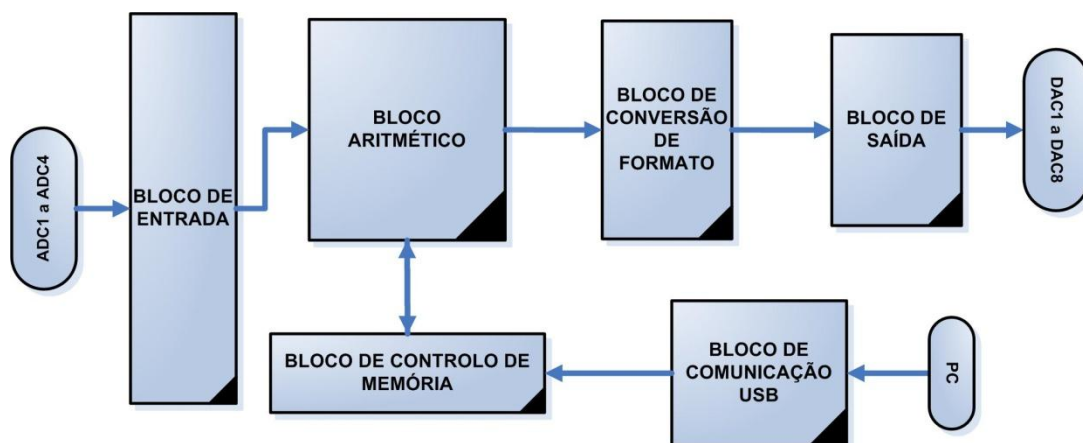 ADC1 a ADC4
BLOCO DE
ENTRADA
BLOCO
ARITMÉTICO
BLOCO DE
CONVERSÃO
DE
FORMATO
BLOCO DE
SAÍDA
DAC1 a DAC8
BLOCO DE CONTROLO DE
MEMÓRIA
BLOCO DE
COMUNICAÇÃO
USB
PC